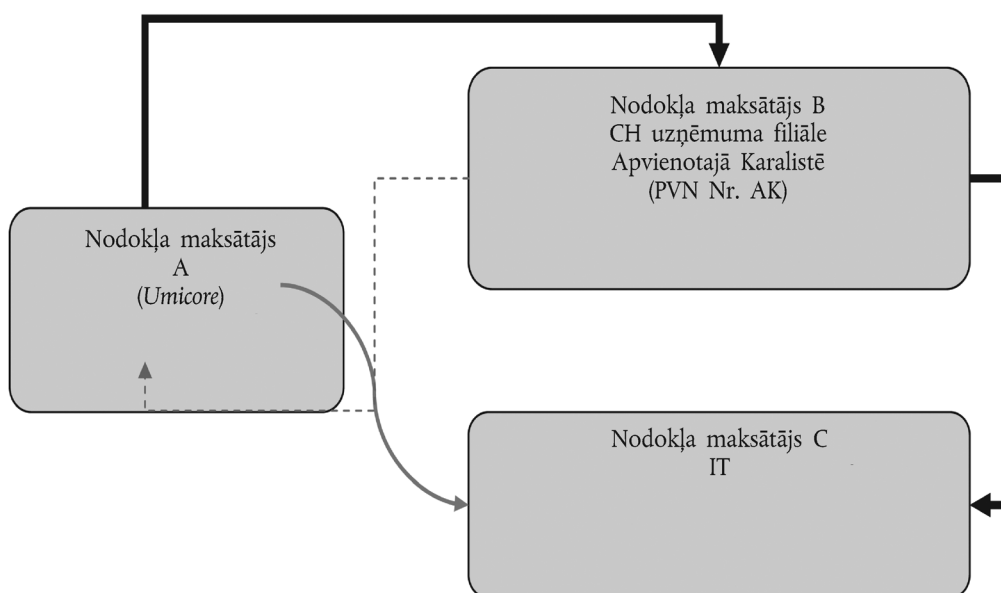 Nodokļa maksātājs B
CH uzņēmuma filiāle
Apvienotajā Karalistē
(PVN Nr. AK)
Nodokļa maksātājs
A
(Umicore)
Nodokļa maksātājs C
IT